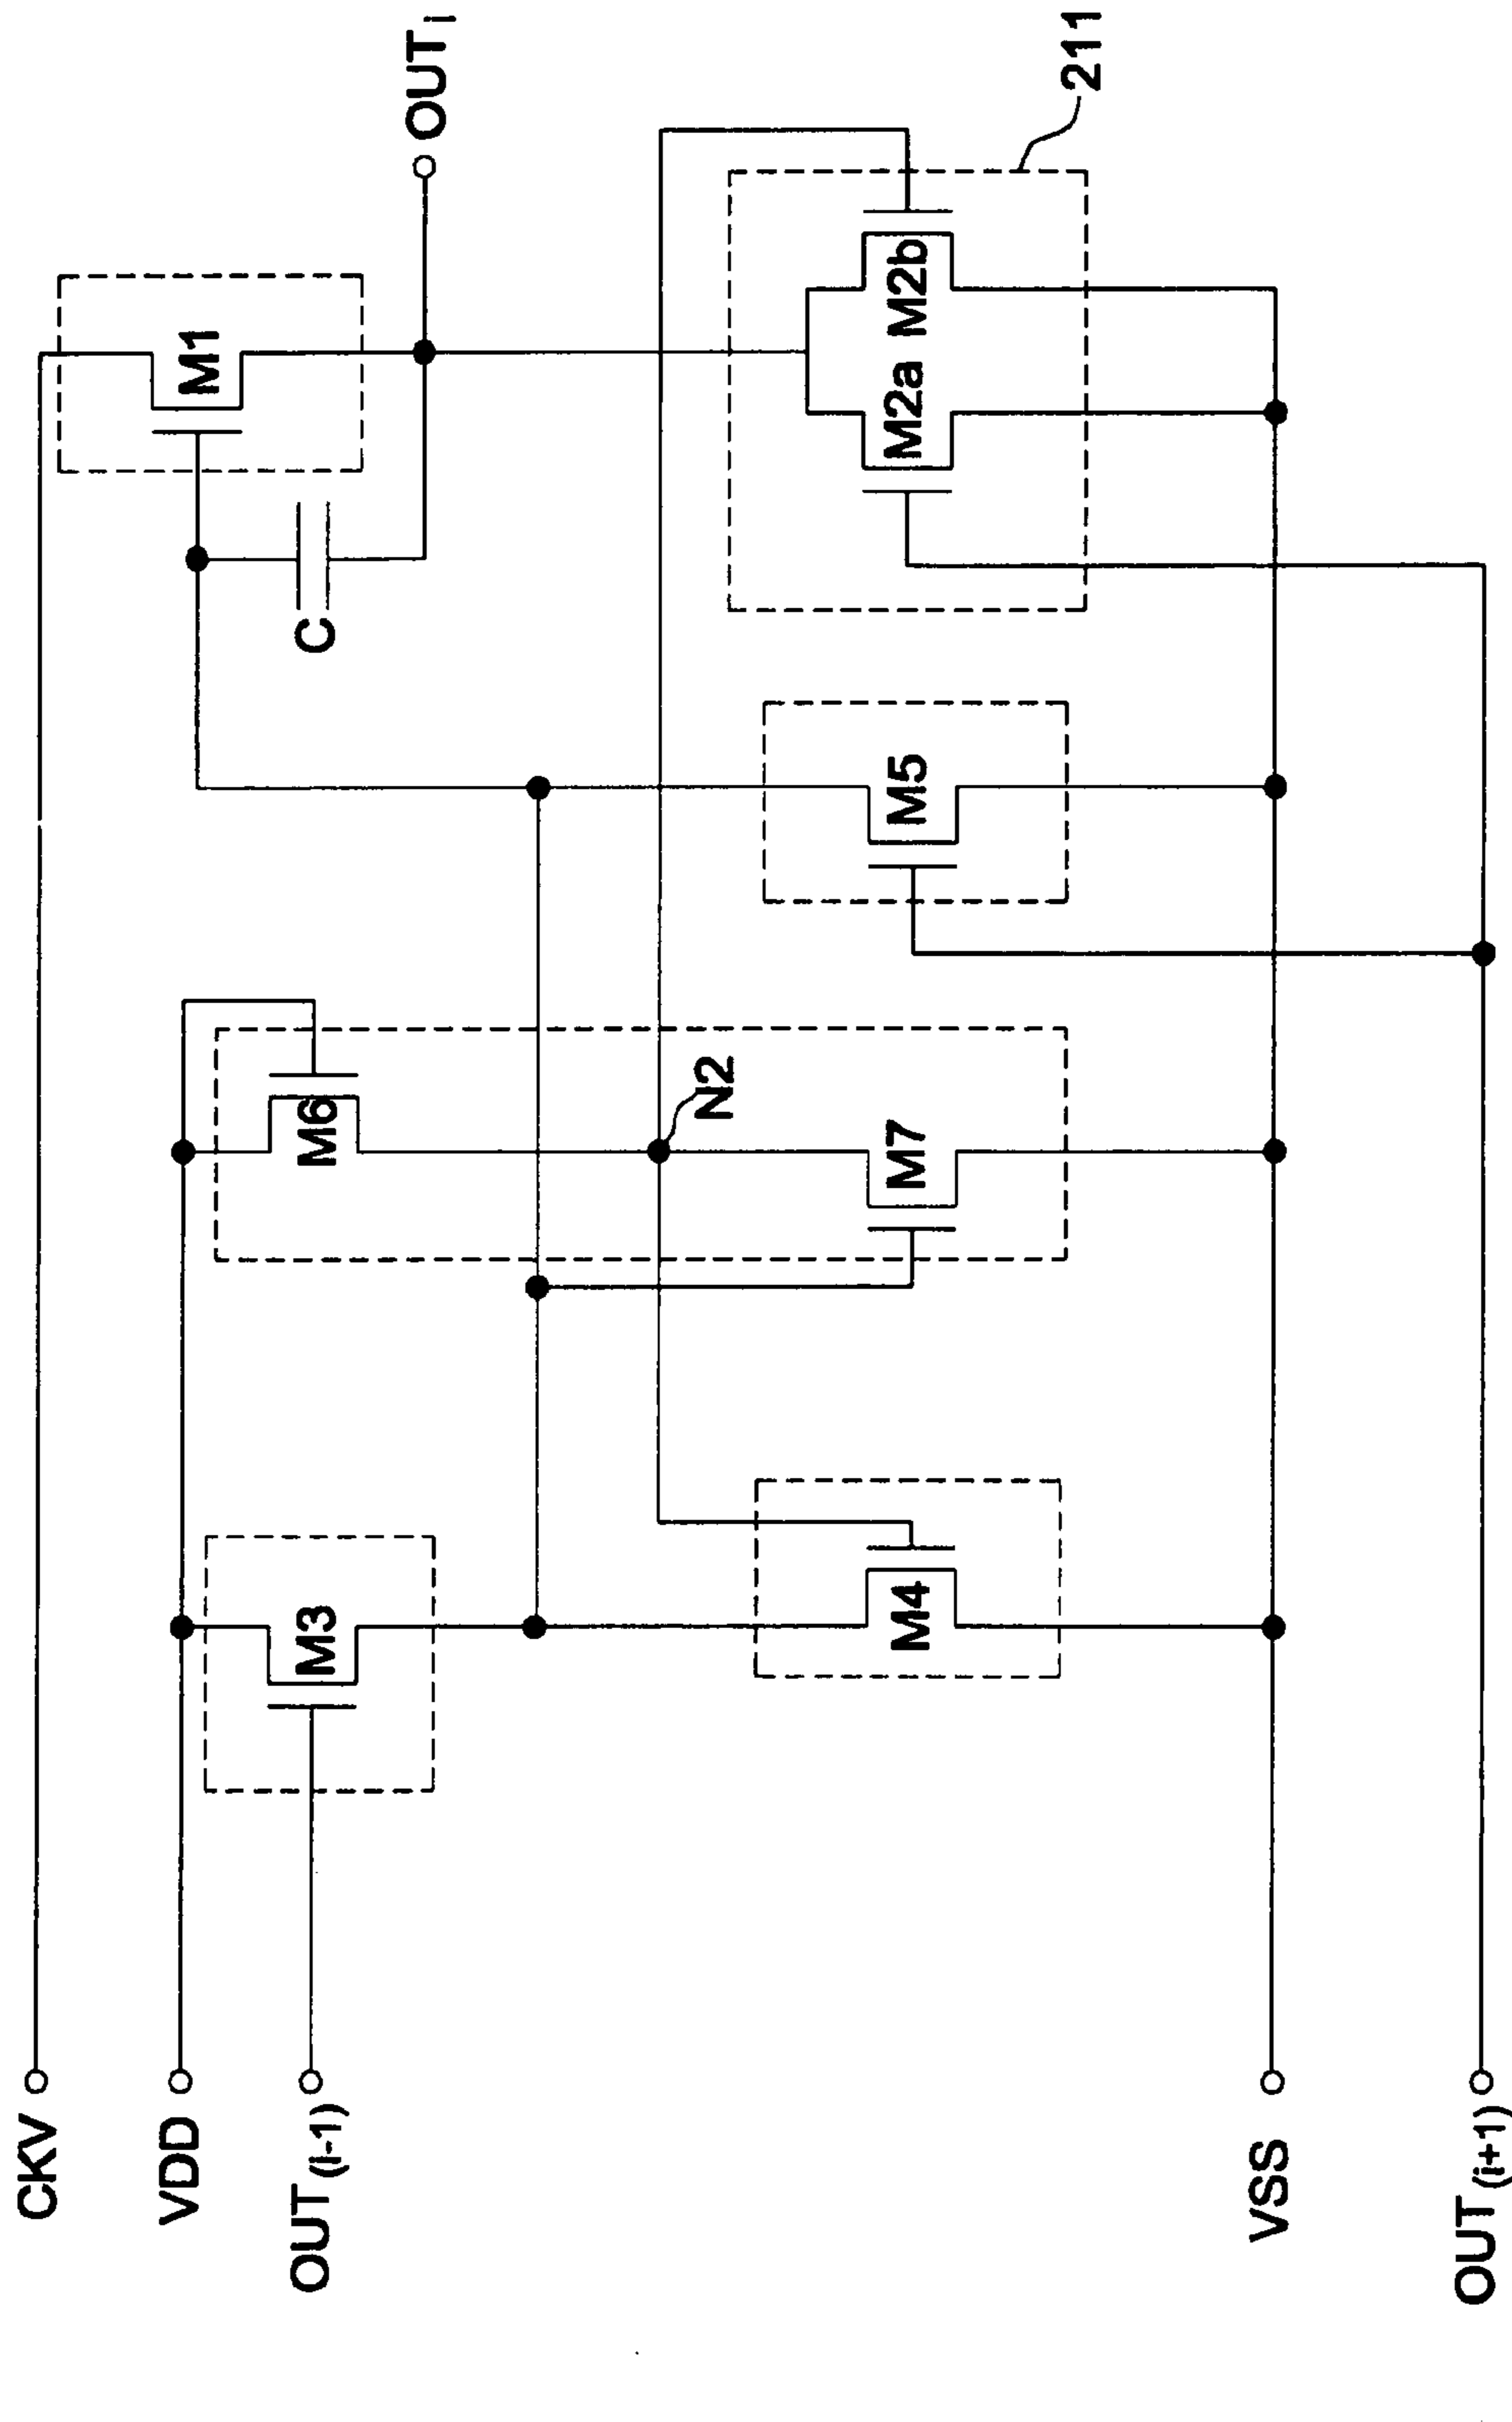 CKV
VDD
OUT(i-1)
VSS
OUT(i+1)
M3
M4
M6
N2
M7
M5
C
M1
M2a
M2b
OUTi
211